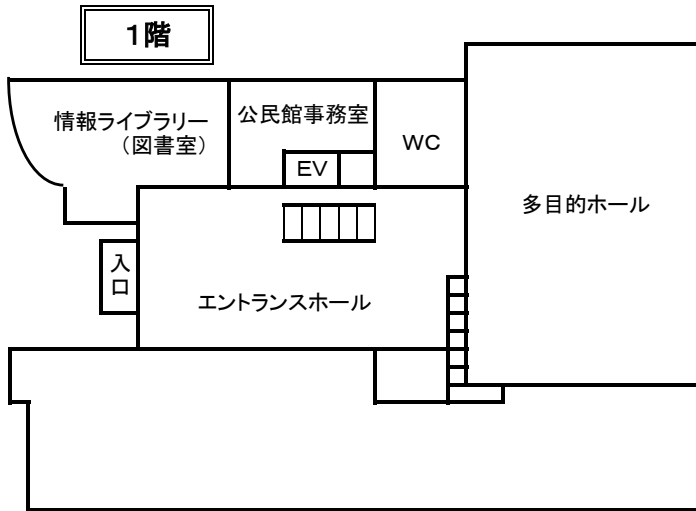 1階
情報ライブラリー
(図書室)
公民館事務室
EV
WC
多目的ホール
入口
エントランスホール